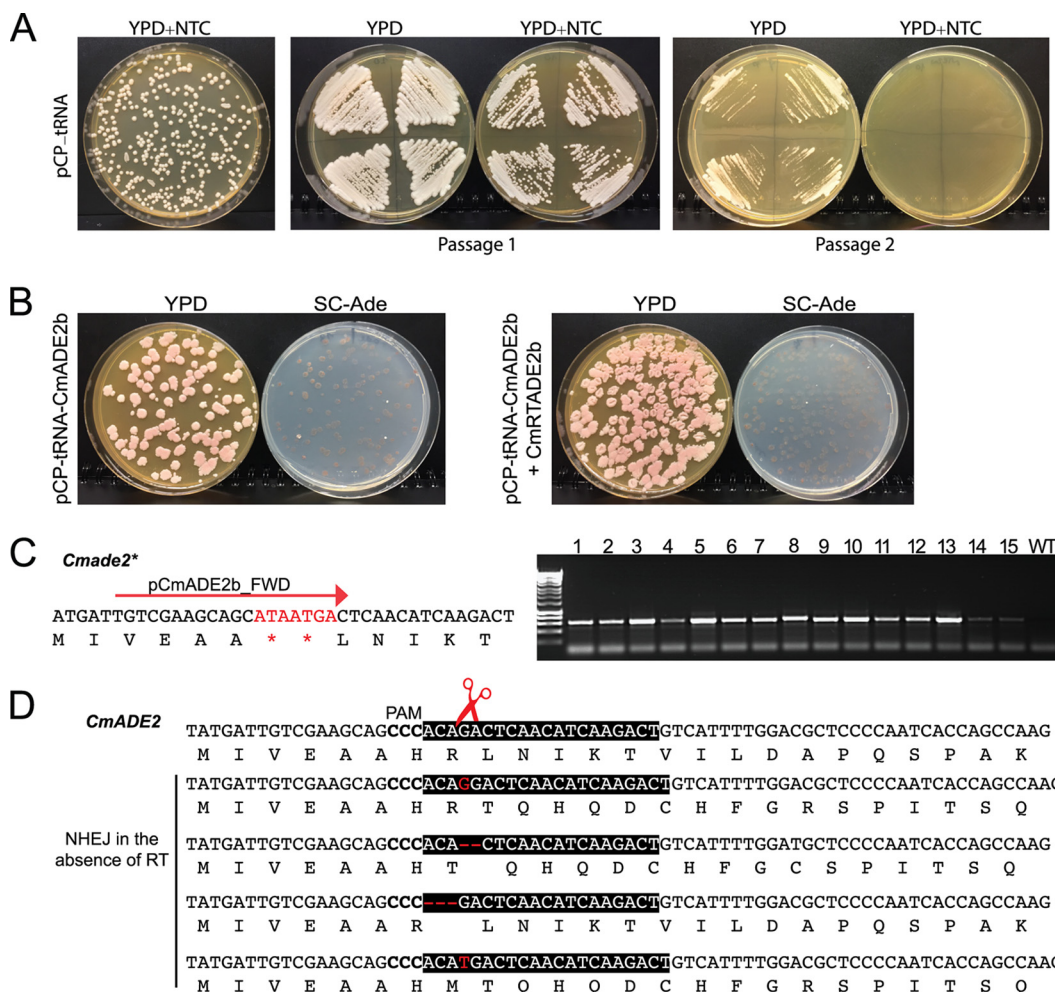 A
YPD+NTC
YPD
YPD+NTC
YPD
YPD+NTC
pCP-tRNA
Passage 1
Passage 2
B
YPD
SC-Ade
YPD
SC-Ade
pCP-tRNA-CmADE2b
pCP-tRNA-CmADE2b
+ CmRTADE2b
C
Cmade2*
pCmADE2b_FWD
ATGATTGTCGAAGCAGCATAATGACTCAACATCAAGACT
M I V E A A * * L N I K T
1 2 3 4 5 6 7 8 9 10 11 12 13 14 15 WT
D
CmADE2
PAM
TATGATTGTCGAAGCAGCCCACAGACTCAACATCAAGACTGTCATTTTGGACGCTCCCCAATCACCAGCCAAG
M I V E A A H R L N I K T V I L D A P Q S P A K
NHEJ in the
absence of RT
TATGATTGTCGAAGCAGCCCACAGGACTCAACATCAAGACTGTCATTTTGGACGCTCCCCAATCACCAGCCAAG
M I V E A A H R T Q H Q D C H F G R S P I T S Q
TATGATTGTCGAAGCAGCCCACA--CTCAACATCAAGACTGTCATTTTGGATGCTCCCCAATCACCAGCCAAG
M I V E A A H T Q H Q D C H F G C S P I T S Q
TATGATTGTCGAAGCAGCCC---GACTCAACATCAAGACTGTCATTTTGGACGCTCCCCAATCACCAGCCAAG
M I V E A A R L N I K T V I L D A P Q S P A K
TATGATTGTCGAAGCAGCCCACATGACTCAACATCAAGACTGTCATTTTGGACGCTCCCCAATCACCAGCCAAG
M I V E A A H M T Q H Q D C H F G R S P I T S Q